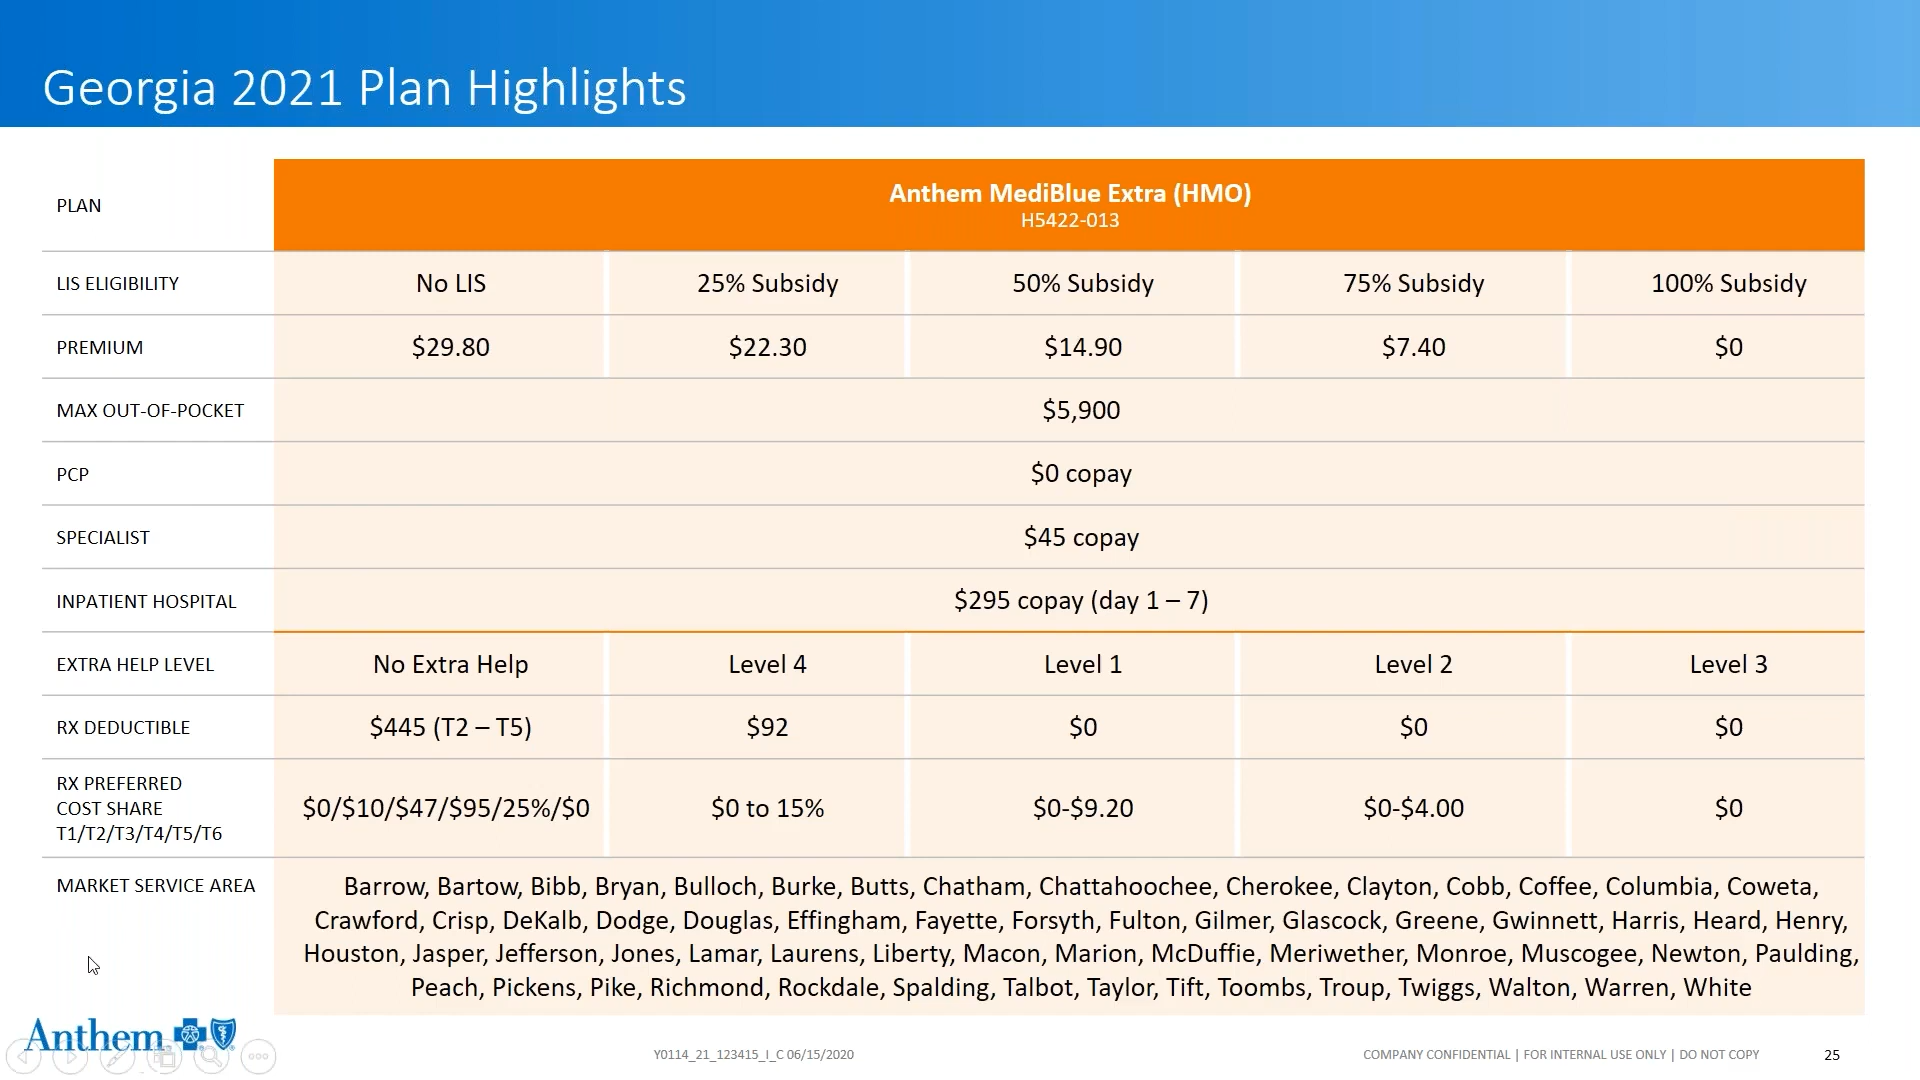 Georgia 2021 Plan Highlights
PLAN
Anthem MediBlue Extra (HMO)
H5422-013
LIS ELIGIBILITY
No LIS
25% Subsidy
50% Subsidy
75% Subsidy
100% Subsidy
PREMIUM
$29.80
$22.30
$14.90
$7.40
$0
MAX OUT-OF-POCKET
$5,900
PCP
$0 copay
SPECIALIST
$45 copay
INPATIENT HOSPITAL
$295 copay (day 1 – 7)
EXTRA HELP LEVEL
No Extra Help
Level 4
Level 1
Level 2
Level 3
RX DEDUCTIBLE
$445 (T2 – T5)
$92
$0
$0
$0
RX PREFERRED
COST SHARE
T1/T2/T3/T4/T5/T6
$0/$10/$47/$95/25%/$0
$0 to 15%
$0-$9.20
$0-$4.00
$0
MARKET SERVICE AREA
Barrow, Bartow, Bibb, Bryan, Bulloch, Burke, Butts, Chatham, Chattahoochee, Cherokee, Clayton, Cobb, Coffee, Columbia, Coweta,
Crawford, Crisp, DeKalb, Dodge, Douglas, Effingham, Fayette, Forsyth, Fulton, Gilmer, Glascock, Greene, Gwinnett, Harris, Heard, Henry,
Houston, Jasper, Jefferson, Jones, Lamar, Laurens, Liberty, Macon, Marion, McDuffie, Meriwether, Monroe, Muscogee, Newton, Paulding,
Peach, Pickens, Pike, Richmond, Rockdale, Spalding, Talbot, Taylor, Tift, Toombs, Troup, Twiggs, Walton, Warren, White
Anthem
Y0114_21_123415_I_C 06/15/2020
COMPANY CONFIDENTIAL | FOR INTERNAL USE ONLY | DO NOT COPY
25